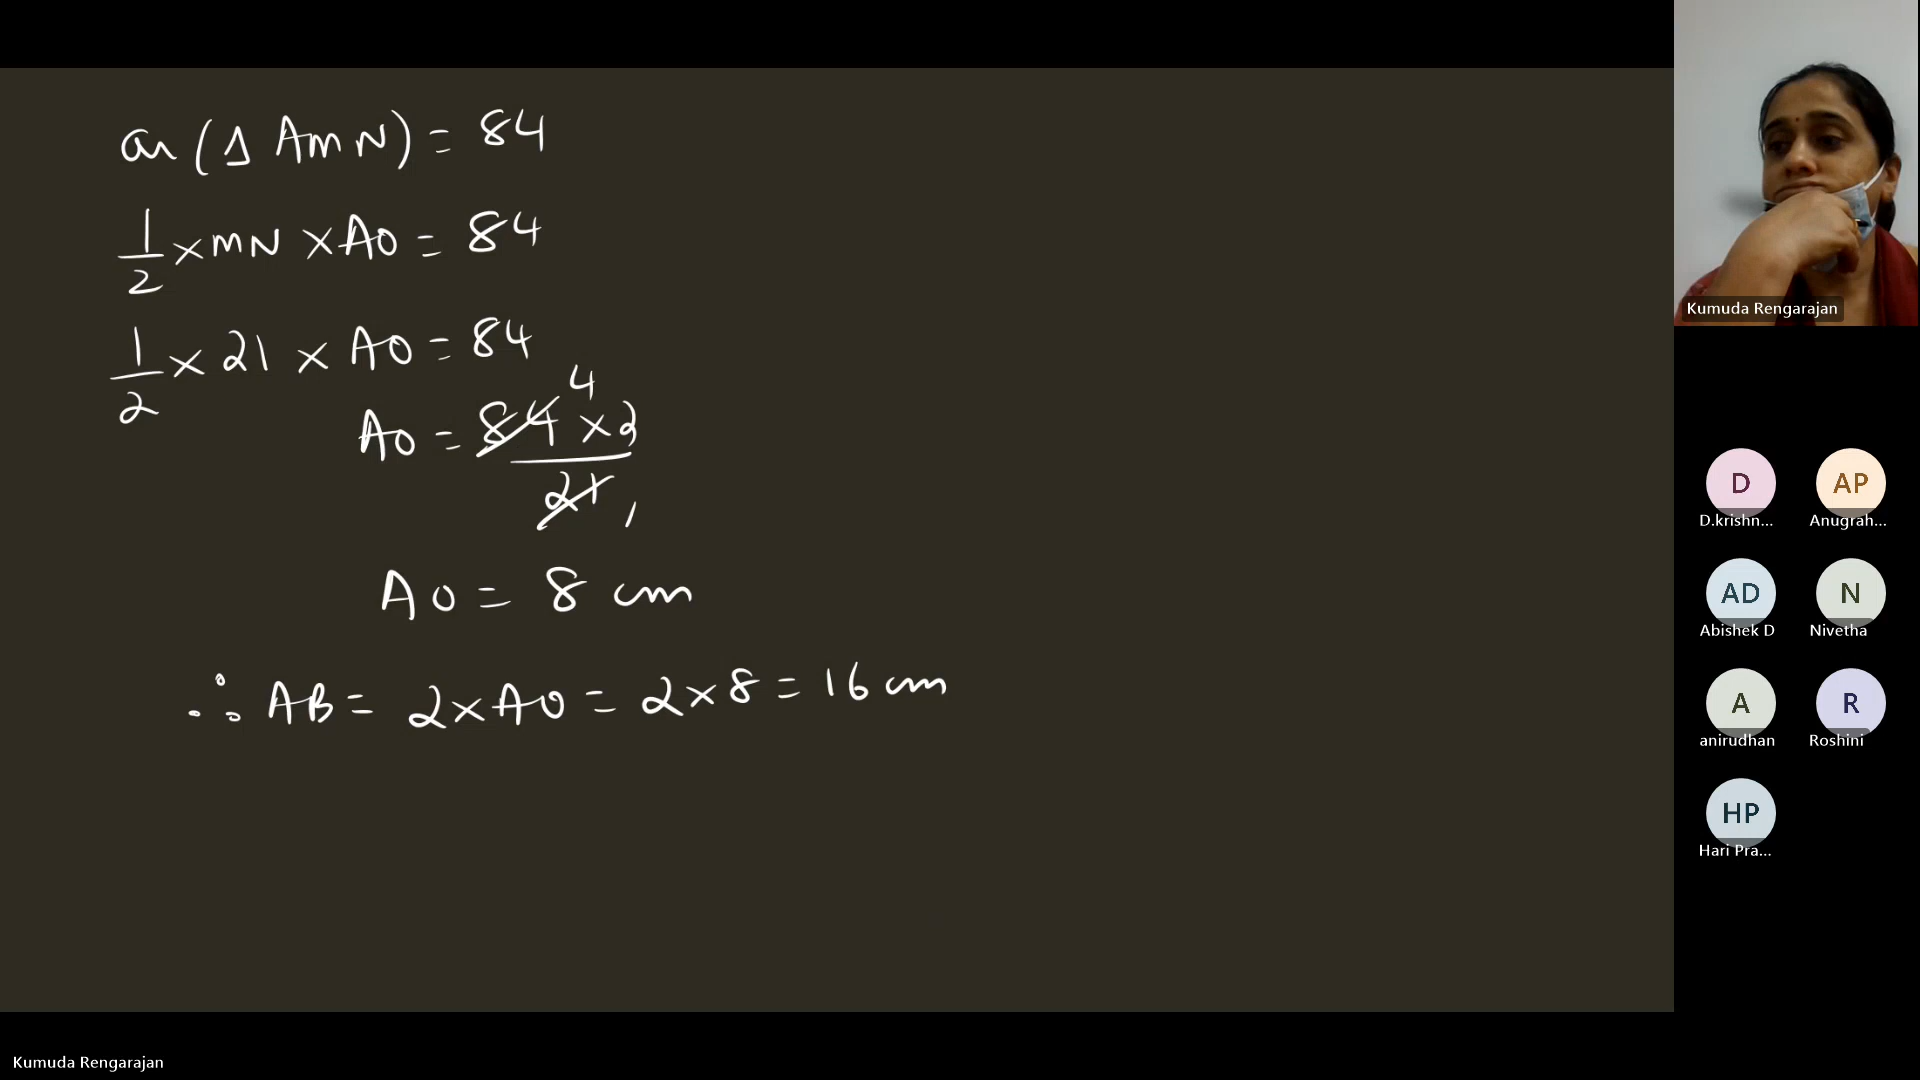 ar (Δ AMN) = 84
1/2 × MN × AO = 84
1/2 × 21 × AO = 84
AO = 84 4 × 2 / 21 1
AO = 8 cm
∴ AB = 2 × AO = 2 × 8 = 16 cm
Kumuda Rengarajan
D
AP
D.krishn...
Anugrah...
AD
N
Abishek D
Nivetha
A
R
anirudhan
Roshini
HP
Hari Pra...
Kumuda Rengarajan